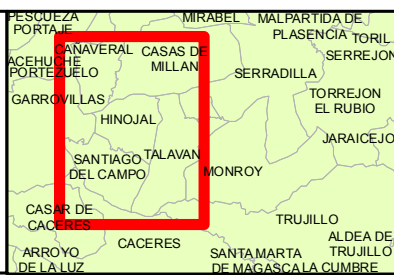 PESCUEZA
PORTAJE
MIRABEL
MALPARTIDA DE
PLASENCIA
TORIL
SERREJON
ACEHUCHE
PORTEZUELO
CAÑAVERAL
CASAS DE
MILLAN
SERRADILLA
GARROVILLAS
HINOJAL
TORREJON
EL RUBIO
JARAICEJO
SANTIAGO
DEL CAMPO
TALAVAN
MONROY
CASAR DE
CACERES
TRUJILLO
ARROYO
DE LA LUZ
CACERES
SANTA MARTA
DE MAGASCA
LA CUMBRE
ALDEA DE
TRUJILLO